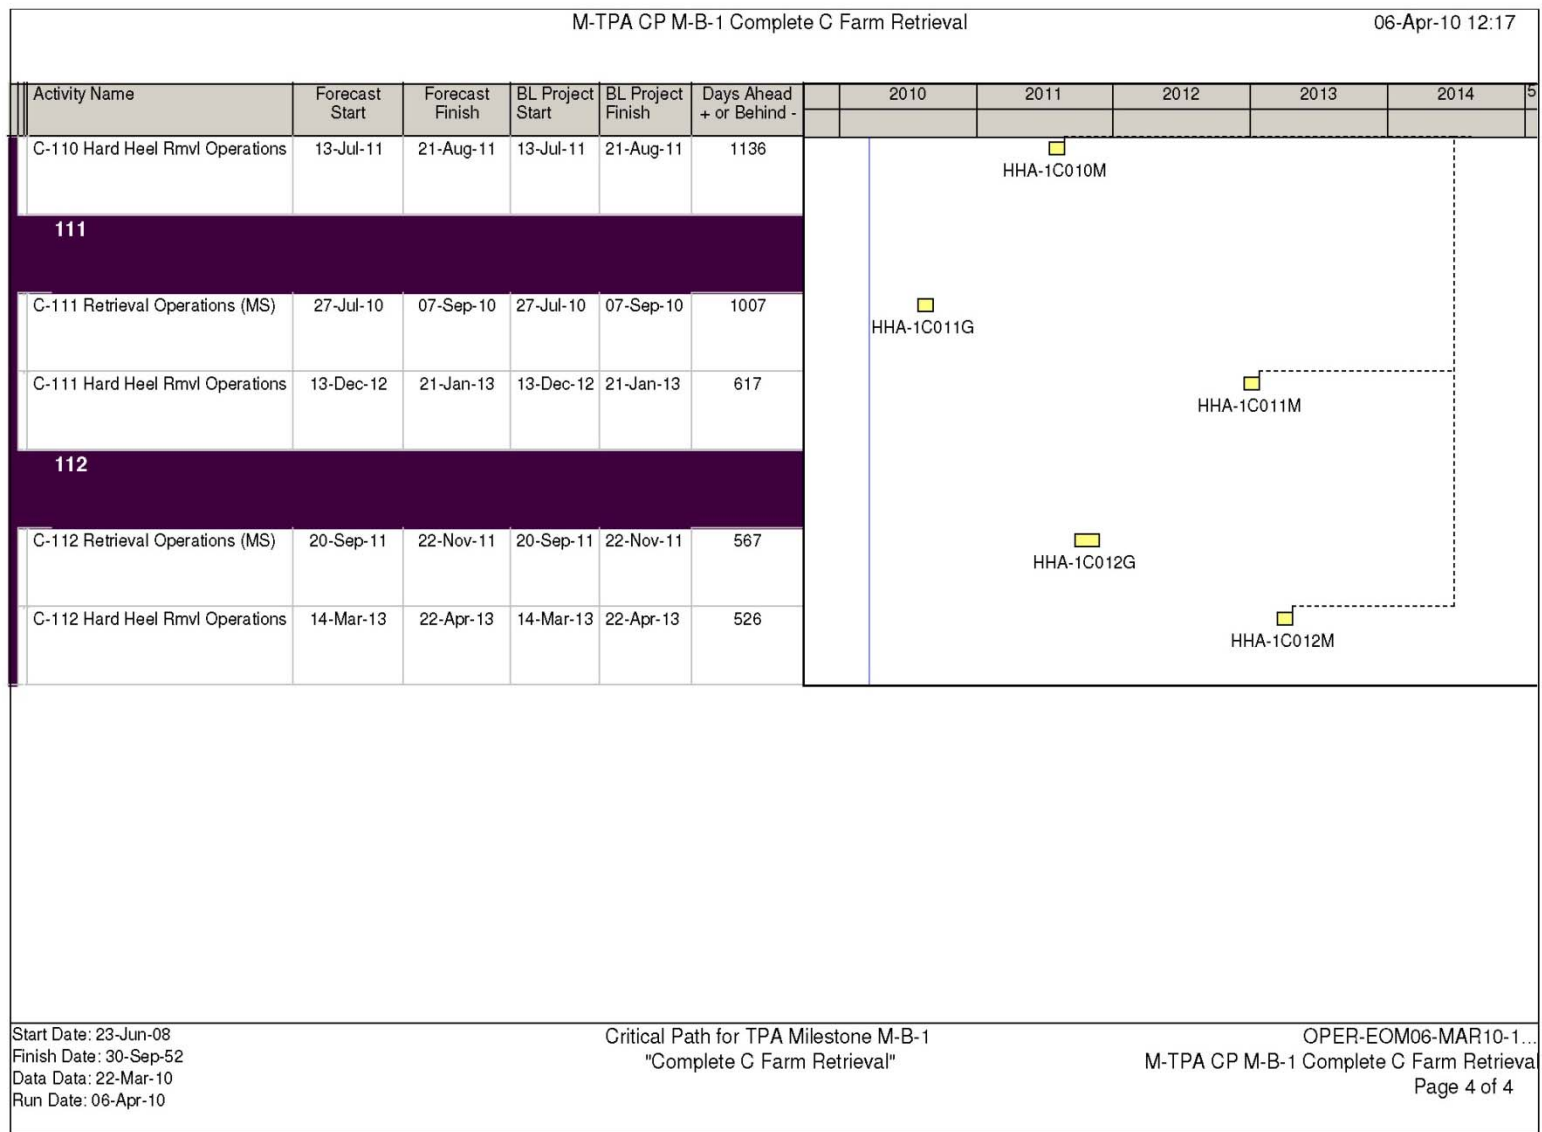 M-TPA CP M-B-1 Complete C Farm Retrieval 06-Apr-10 12:17
Activity Name Forecast Start Forecast Finish BL Project Start BL Project Finish Days Ahead + or Behind - 2010 2011 2012 2013 2014 5
C-110 Hard Heel Rmvl Operations 13-Jul-11 21-Aug-11 13-Jul-11 21-Aug-11 1136
HHA-1C010M
111
C-111 Retrieval Operations (MS) 27-Jul-10 07-Sep-10 27-Jul-10 07-Sep-10 1007
HHA-1C011G
C-111 Hard Heel Rmvl Operations 13-Dec-12 21-Jan-13 13-Dec-12 21-Jan-13 617
HHA-1C011M
112
C-112 Retrieval Operations (MS) 20-Sep-11 22-Nov-11 20-Sep-11 22-Nov-11 567
HHA-1C012G
C-112 Hard Heel Rmvl Operations 14-Mar-13 22-Apr-13 14-Mar-13 22-Apr-13 526
HHA-1C012M
Start Date: 23-Jun-08
Finish Date: 30-Sep-52
Data Data: 22-Mar-10
Run Date: 06-Apr-10
Critical Path for TPA Milestone M-B-1
"Complete C Farm Retrieval"
OPER-EOM06-MAR10-1...
M-TPA CP M-B-1 Complete C Farm Retrieval
Page 4 of 4